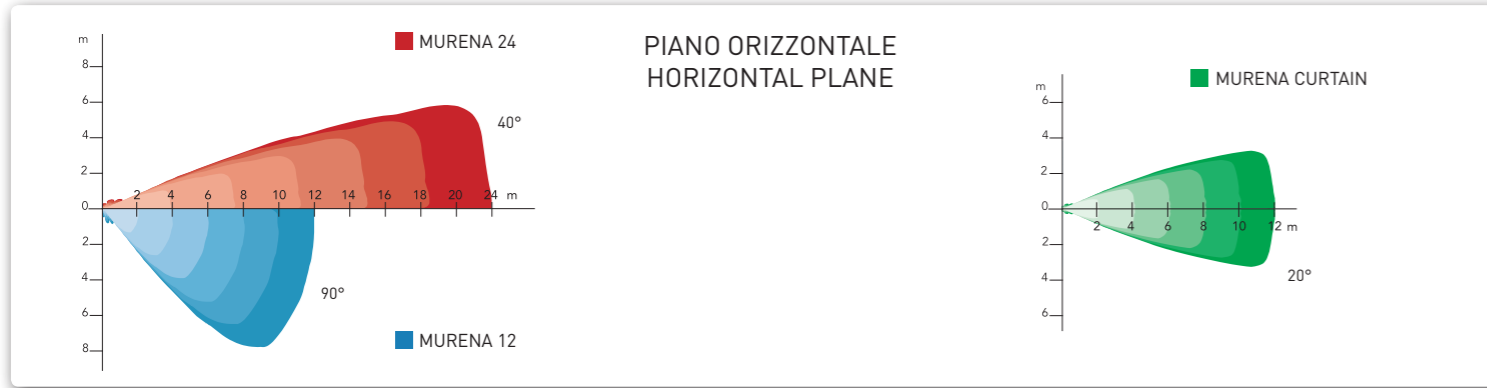 PIANO ORIZZONTALE
HORIZONTAL PLANE
MURENA 24
m
8
6
4
2
0
2
4
6
8
2 4 6 8 10 12 14 16 18 20 24 m
40°
90°
MURENA 12
MURENA CURTAIN
m
6
4
2
0
2
4
6
2 4 6 8 10 12 m
20°